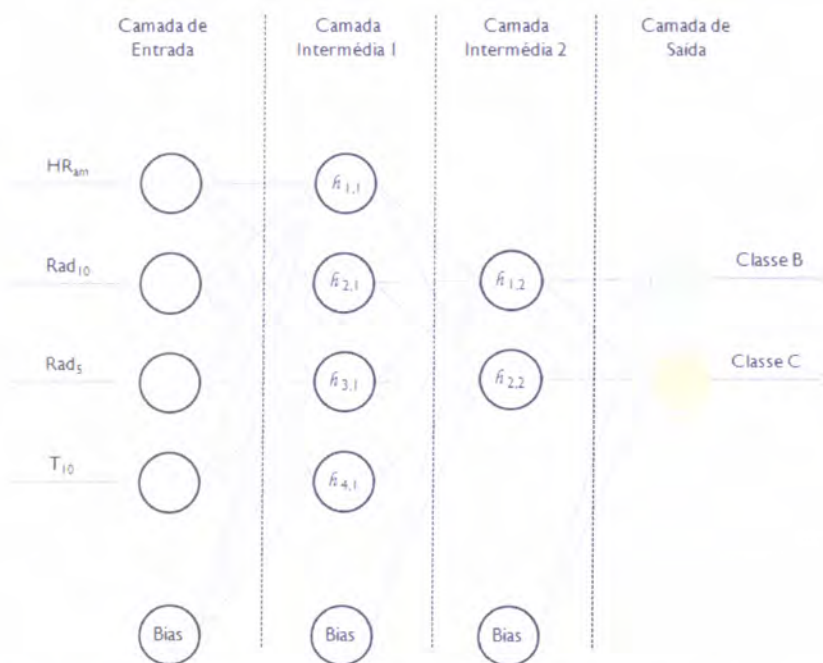 Camada de
Entrada
Camada
Intermédia 1
Camada
Intermédia 2
Camada de
Saída
HRam
Rad10
Rad5
T10
h1,1
h2,1
h3,1
h4,1
h1,2
h2,2
Classe B
Classe C
Bias
Bias
Bias